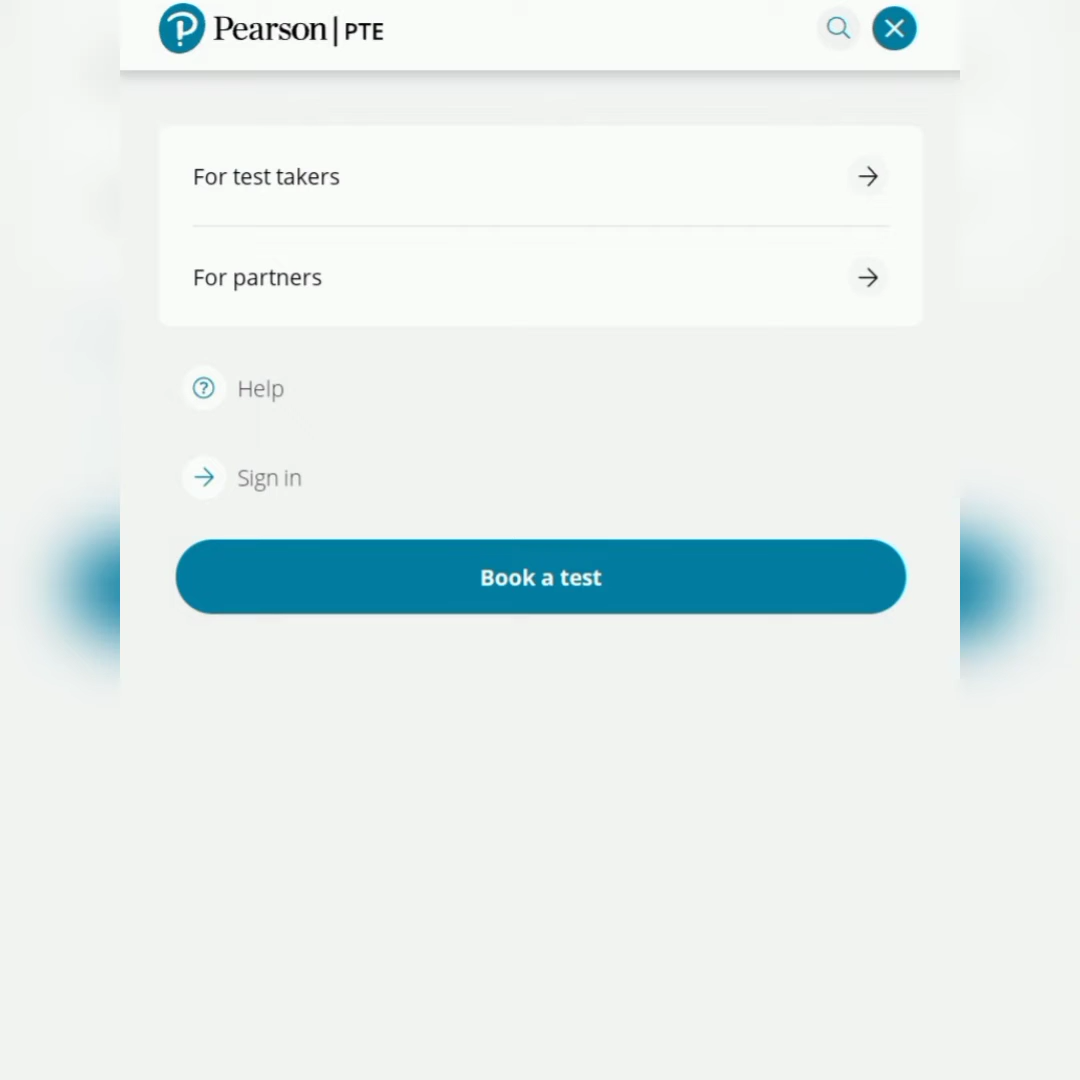 Pearson | PTE
For test takers
For partners
Help
Sign in
Book a test